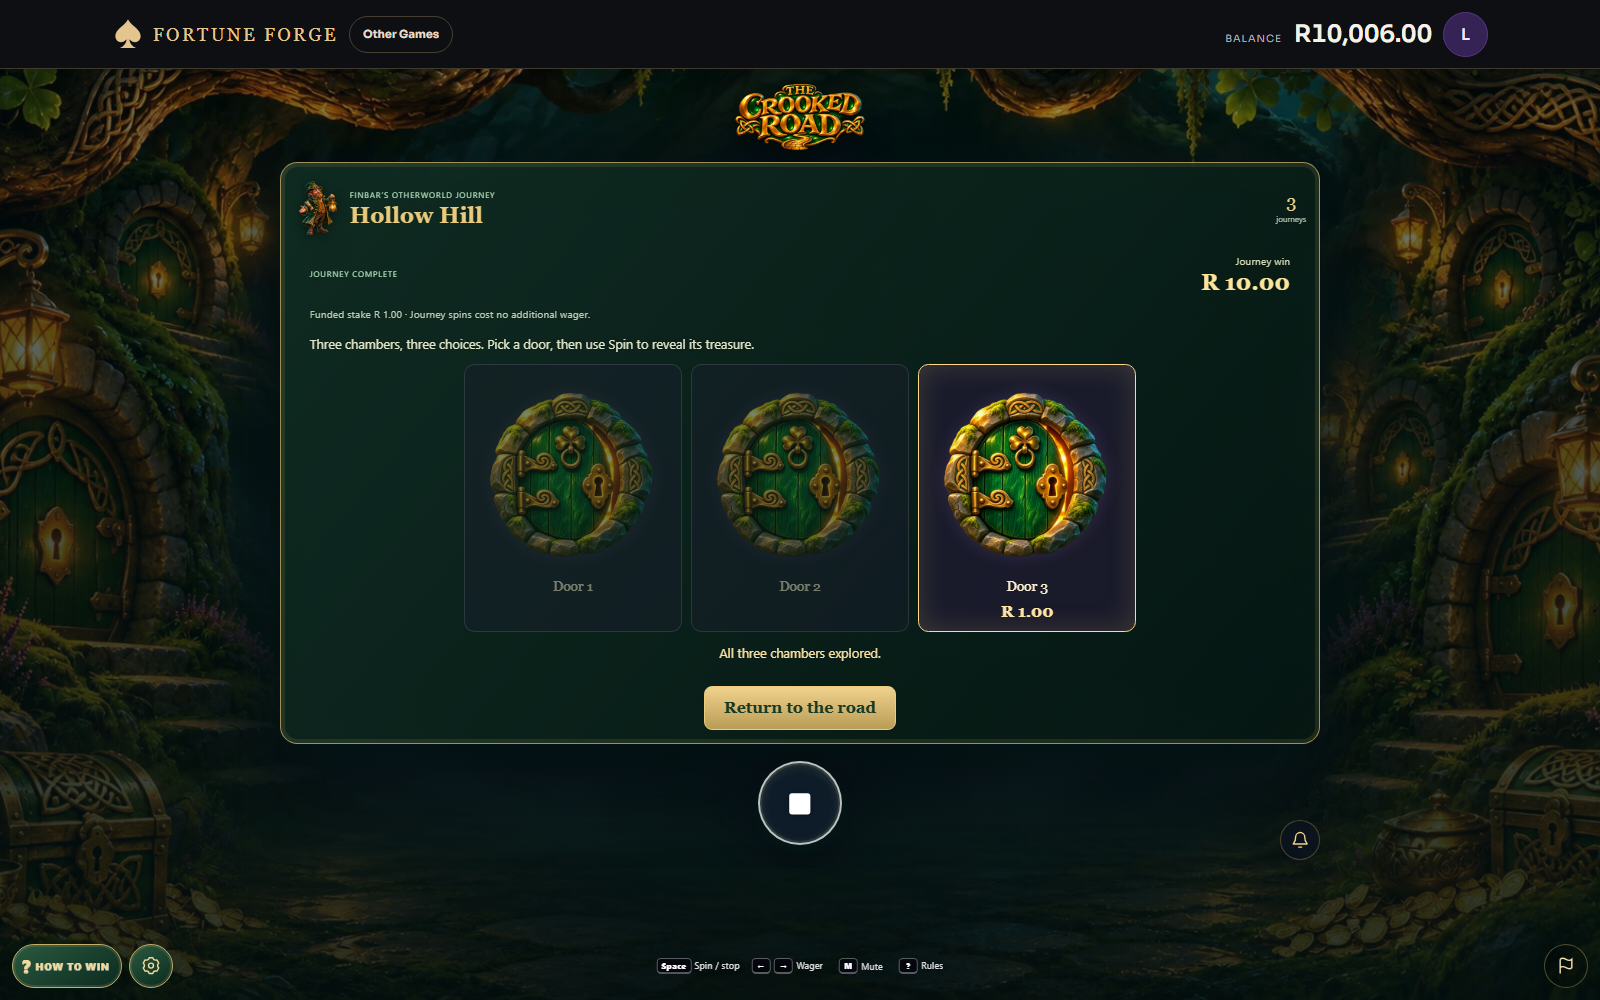 FORTUNE FORGE
Other Games
BALANCE R10,006.00 L
THE
CROOKED
ROAD
FINBAR'S OTHERWORLD JOURNEY
Hollow Hill
3
journeys
JOURNEY COMPLETE
Journey win
R 10.00
Funded stake R 1.00 · Journey spins cost no additional wager.
Three chambers, three choices. Pick a door, then use Spin to reveal its treasure.
Door 1
Door 2
Door 3
R 1.00
All three chambers explored.
Return to the road
? HOW TO WIN
Space Spin / stop ← → Wager M Mute ? Rules